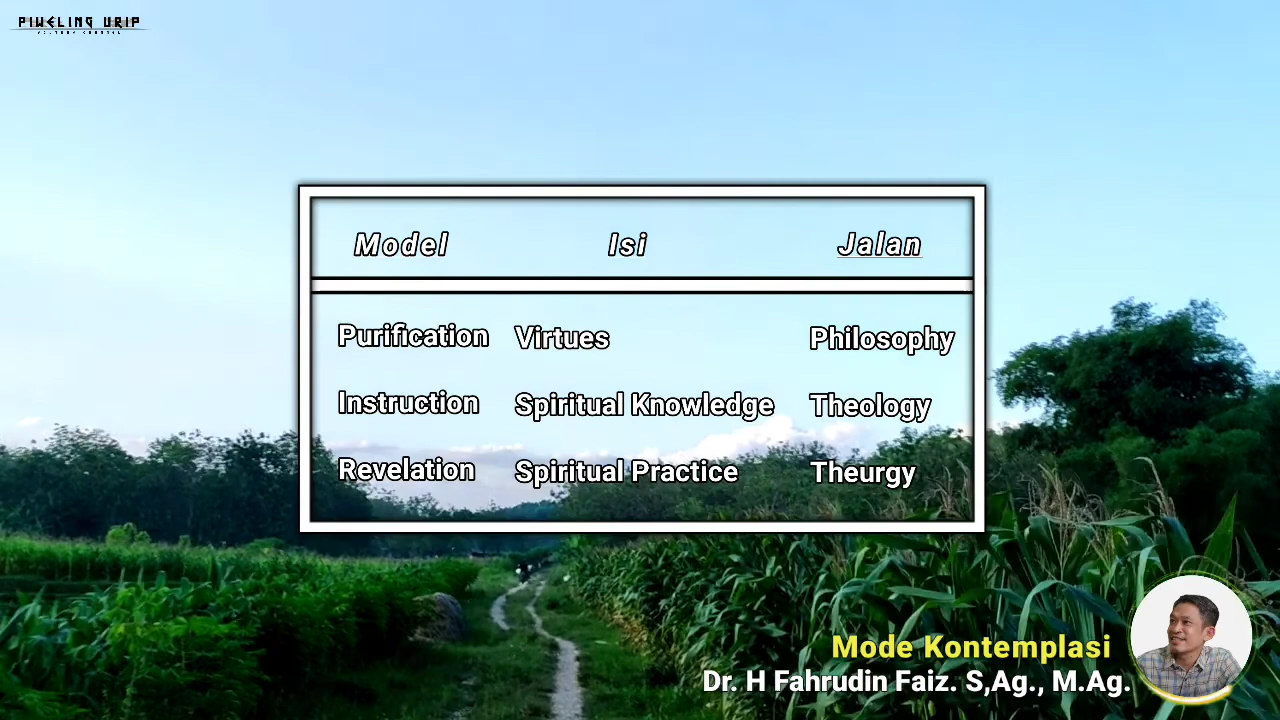 PIWELING URIP
Model Isi Jalan
Purification Virtues Philosophy
Instruction Spiritual Knowledge Theology
Revelation Spiritual Practice Theurgy
Mode Kontemplasi
Dr. H Fahrudin Faiz. S,Ag., M.Ag.